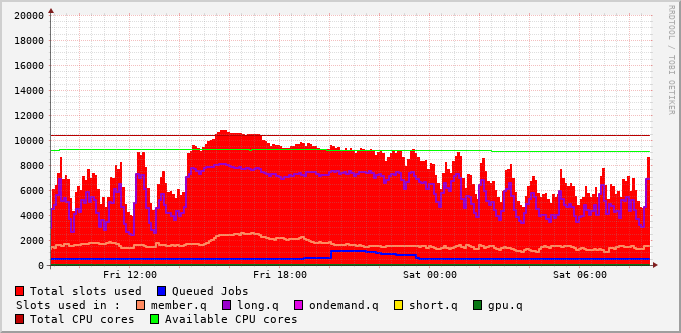 20000
18000
16000
14000
12000
10000
8000
6000
4000
2000
0
Fri 12:00 Fri 18:00 Sat 00:00 Sat 06:00
RRDTOOL / TOBI OETIKER
Total slots used Queued Jobs
Slots used in : member.q long.q ondemand.q short.q gpu.q
Total CPU cores Available CPU cores